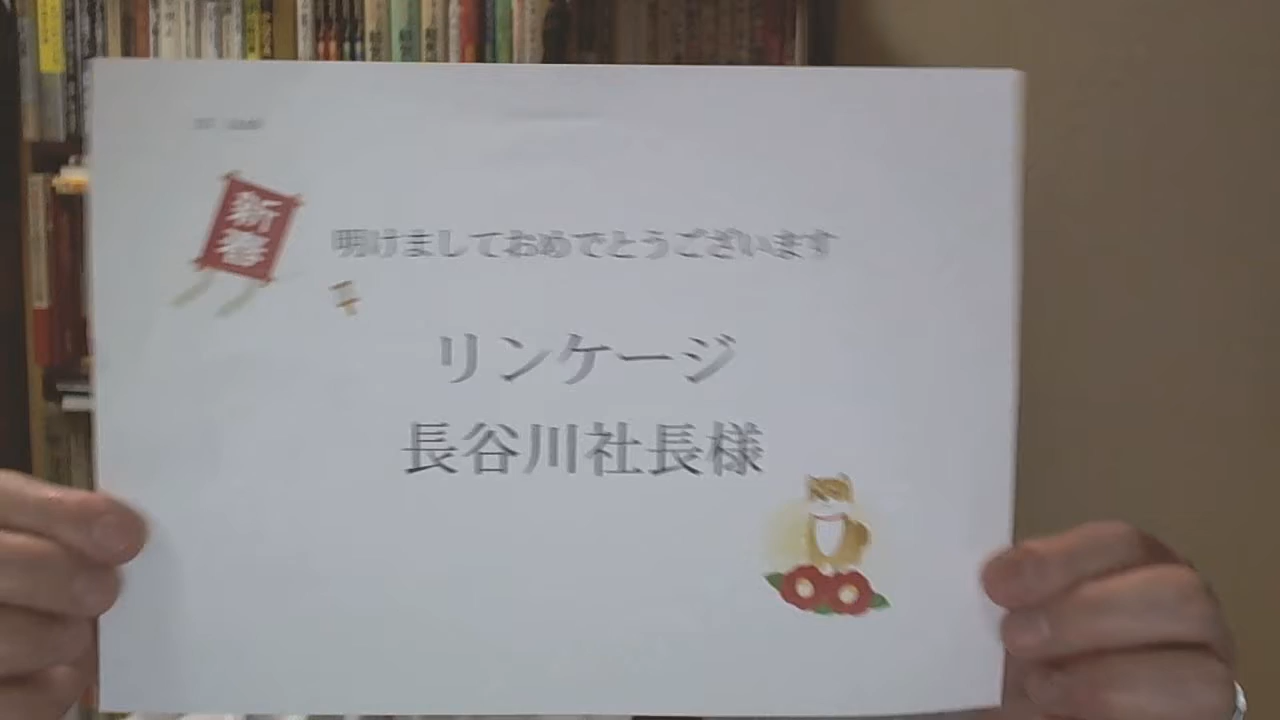 新春
明けましておめでとうございます
リンケージ
長谷川社長様